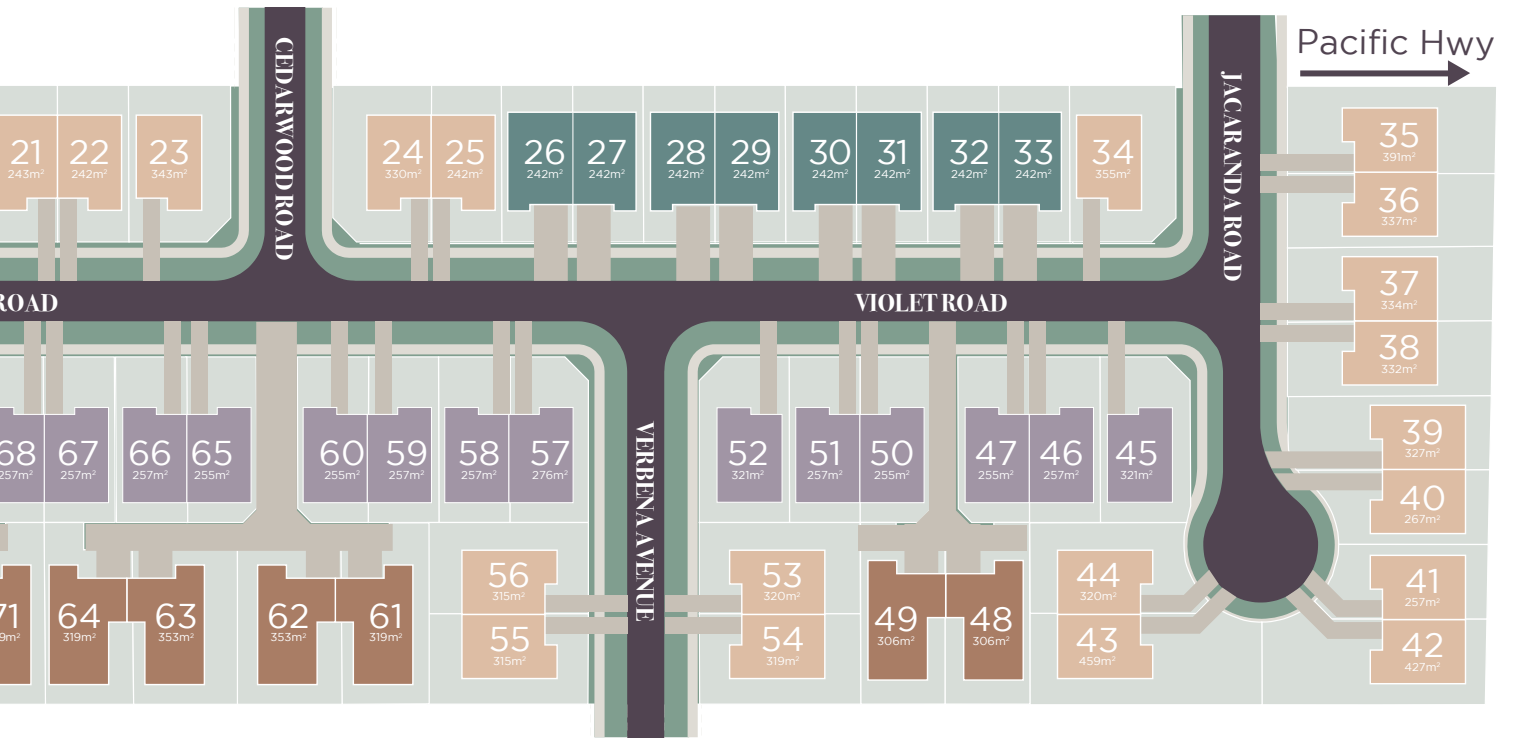 Pacific Hwy
CEDARWOOD ROAD
JACARANDA ROAD
21
243m²
22
242m²
23
343m²
24
330m²
25
242m²
26
242m²
27
242m²
28
242m²
29
242m²
30
242m²
31
242m²
32
242m²
33
242m²
34
355m²
35
391m²
36
337m²
37
334m²
38
332m²
ROAD
VIOLET ROAD
68
257m²
67
257m²
66
257m²
65
255m²
60
255m²
59
257m²
58
257m²
57
276m²
VERBENA AVENUE
52
321m²
51
257m²
50
255m²
47
255m²
46
257m²
45
321m²
39
327m²
40
267m²
71
9m²
64
319m²
63
353m²
62
353m²
61
319m²
56
315m²
55
315m²
53
320m²
54
319m²
49
306m²
48
306m²
44
320m²
43
459m²
41
257m²
42
427m²